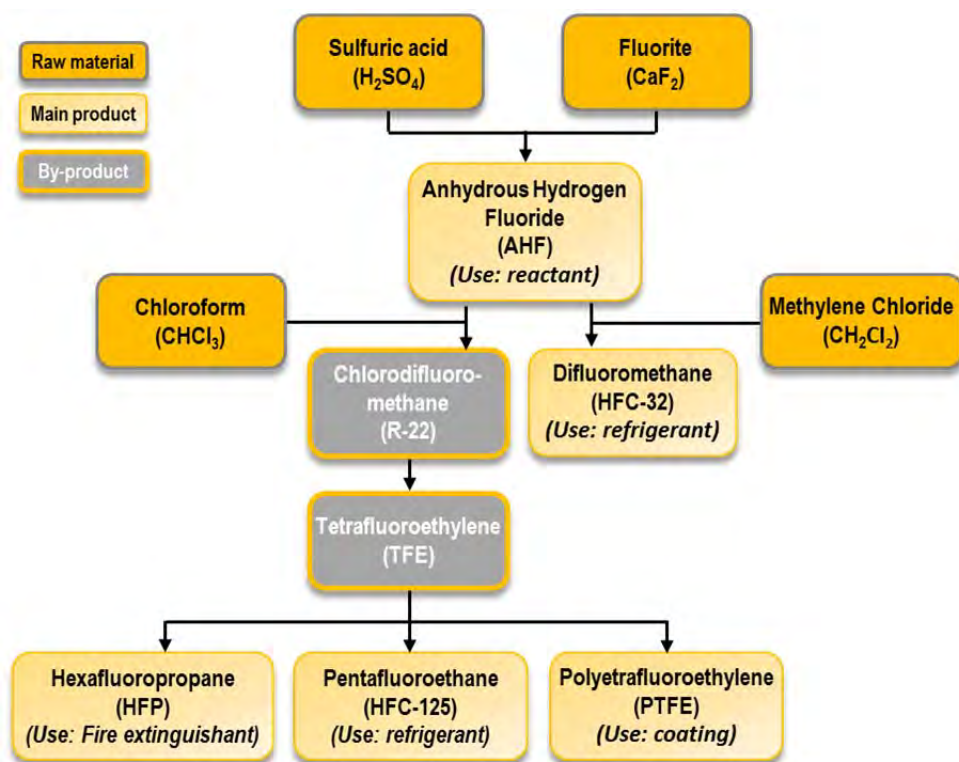 Raw material
Main product
By-product
Sulfuric acid
(H₂SO₄)
Fluorite
(CaF₂)
Anhydrous Hydrogen
Fluoride
(AHF)
(Use: reactant)
Chloroform
(CHCl₃)
Methylene Chloride
(CH₂Cl₂)
Chlorodifluoro-
methane
(R-22)
Difluoromethane
(HFC-32)
(Use: refrigerant)
Tetrafluoroethylene
(TFE)
Hexafluoropropane
(HFP)
(Use: Fire extinguishant)
Pentafluoroethane
(HFC-125)
(Use: refrigerant)
Polyetrafluoroethylene
(PTFE)
(Use: coating)